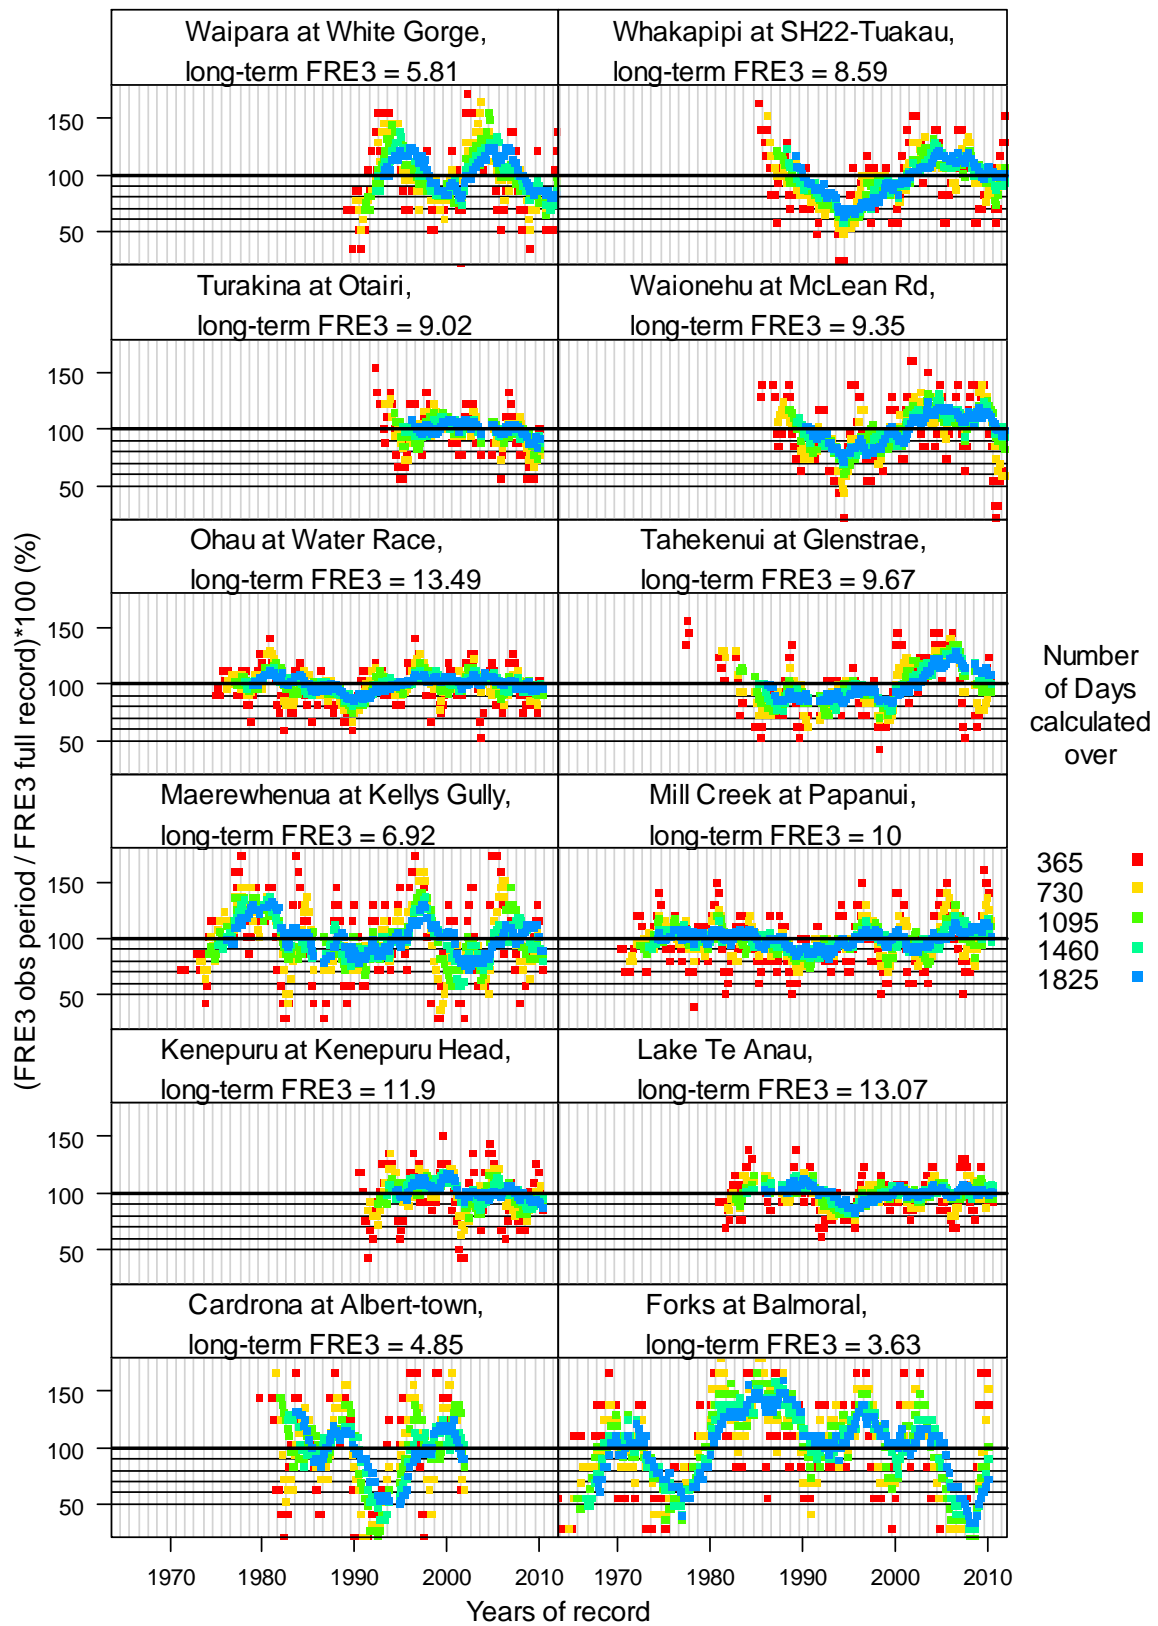 Waipara at White Gorge,
long-term FRE3 = 5.81
Whakapipi at SH22-Tuakau,
long-term FRE3 = 8.59
150
100
50
Turakina at Otairi,
long-term FRE3 = 9.02
Waionehu at McLean Rd,
long-term FRE3 = 9.35
150
100
50
Ohau at Water Race,
long-term FRE3 = 13.49
Tahekenui at Glenstrae,
long-term FRE3 = 9.67
150
100
50
Maerewhenua at Kellys Gully,
long-term FRE3 = 6.92
Mill Creek at Papanui,
long-term FRE3 = 10
150
100
50
Kenepuru at Kenepuru Head,
long-term FRE3 = 11.9
Lake Te Anau,
long-term FRE3 = 13.07
150
100
50
Cardrona at Albert-town,
long-term FRE3 = 4.85
Forks at Balmoral,
long-term FRE3 = 3.63
150
100
50
1970 1980 1990 2000 2010 1970 1980 1990 2000 2010
Years of record
(FRE3 obs period / FRE3 full record)*100 (%)
Number
of Days
calculated
over
365
730
1095
1460
1825